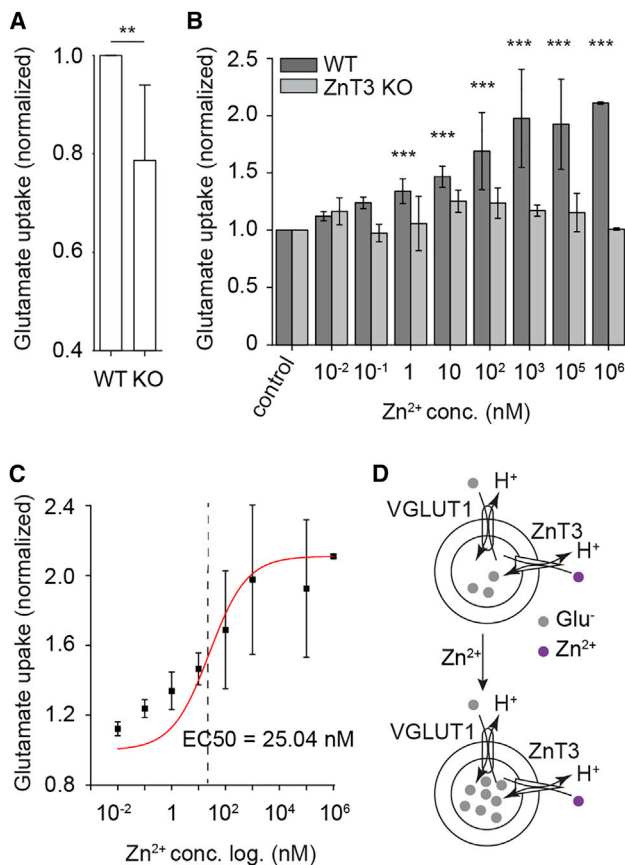 A
**
Glutamate uptake (normalized)
1.0
0.8
0.6
0.4
WT KO
B
WT
ZnT3 KO
Glutamate uptake (normalized)
2.5
2.0
1.5
1.0
0.5
0
*** *** *** *** *** ***
control 10-2 10-1 1 10 10² 10³ 10⁵ 10⁶
Zn²⁺ conc. (nM)
C
Glutamate upake (normalized)
2.4
2.0
1.6
1.2
0.8
EC50 = 25.04 nM
10-2 1 10² 10⁴ 10⁶
Zn²⁺ conc. log. (nM)
D
H⁺
VGLUT1
ZnT3
H⁺
Glu⁻
Zn²⁺
Zn²⁺
H⁺
VGLUT1
ZnT3
H⁺